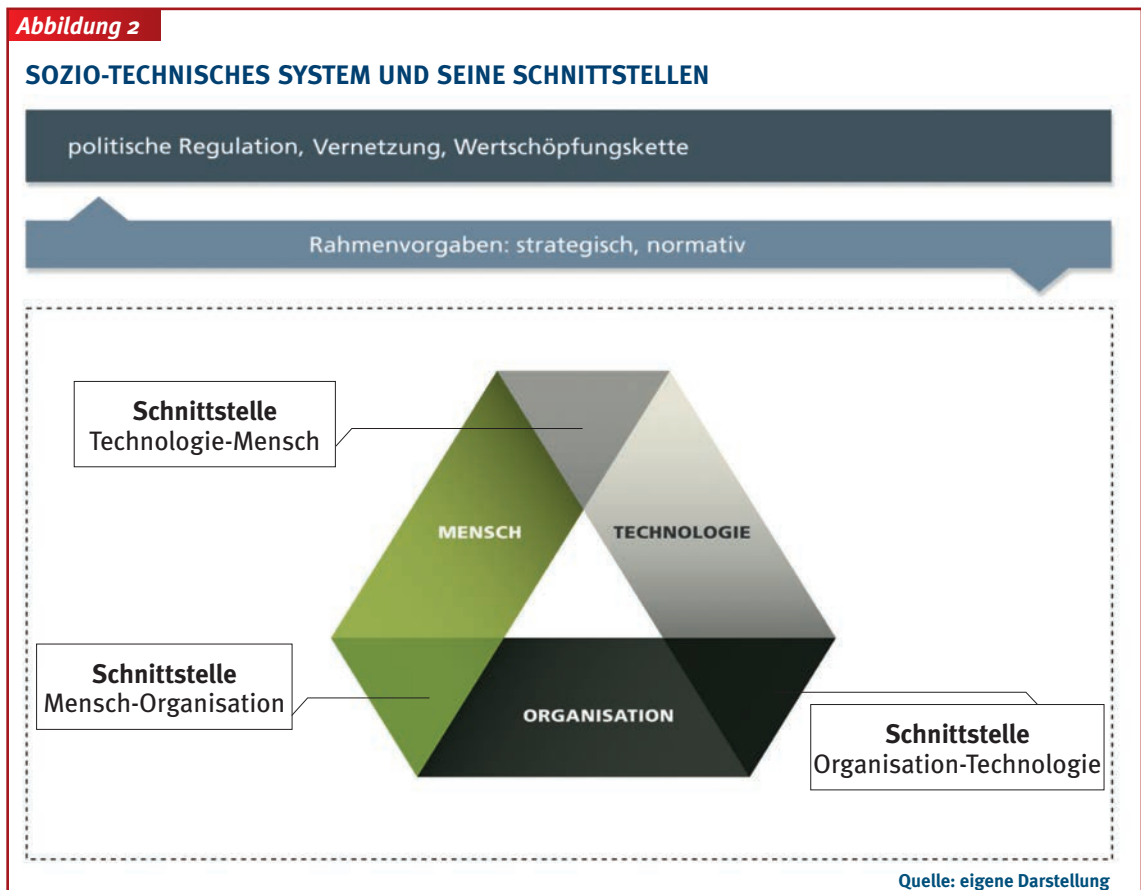 Abbildung 2
SOZIO-TECHNISCHES SYSTEM UND SEINE SCHNITTSTELLEN
politische Regulation, Vernetzung, Wertschöpfungskette
Rahmenvorgaben: strategisch, normativ
Schnittstelle
Technologie-Mensch
MENSCH
TECHNOLOGIE
Schnittstelle
Mensch-Organisation
ORGANISATION
Schnittstelle
Organisation-Technologie
Quelle: eigene Darstellung